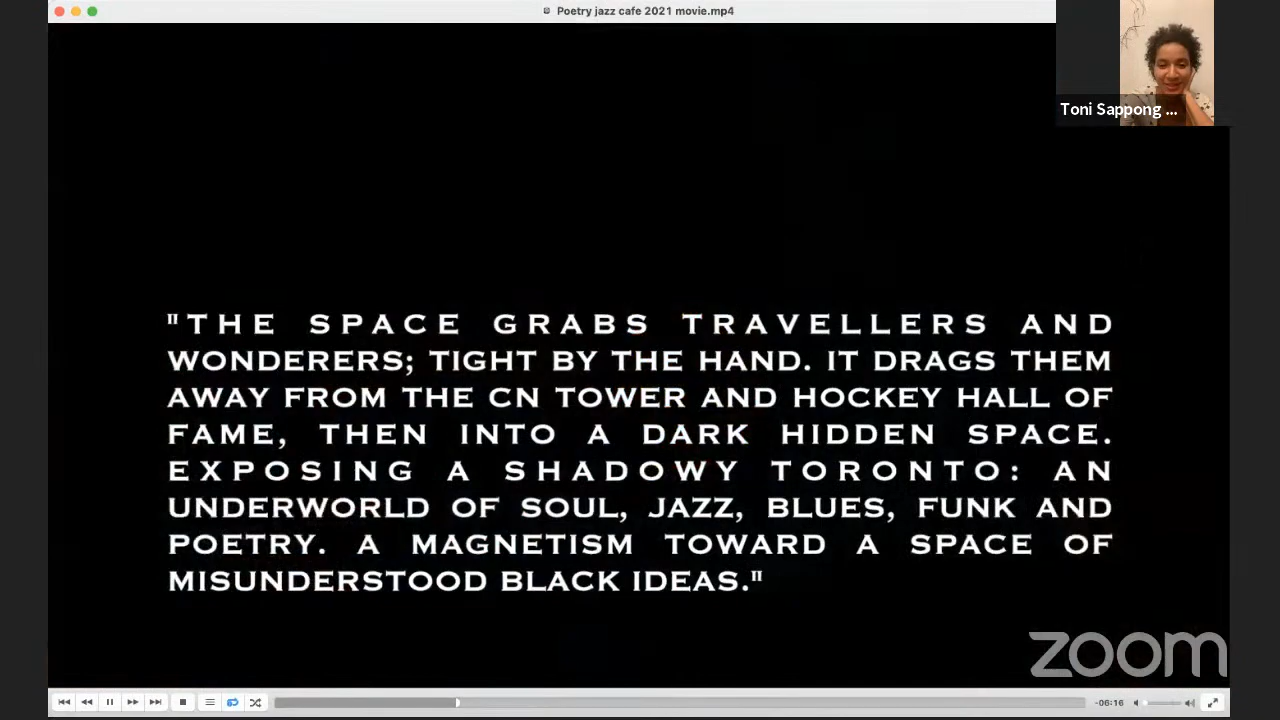 Poetry jazz cafe 2021 movie.mp4
Toni Sappong ...
"THE SPACE GRABS TRAVELLERS AND
WONDERERS; TIGHT BY THE HAND. IT DRAGS THEM
AWAY FROM THE CN TOWER AND HOCKEY HALL OF
FAME, THEN INTO A DARK HIDDEN SPACE.
EXPOSING A SHADOWY TORONTO: AN
UNDERWORLD OF SOUL, JAZZ, BLUES, FUNK AND
POETRY. A MAGNETISM TOWARD A SPACE OF
MISUNDERSTOOD BLACK IDEAS."
zoom
-06:16